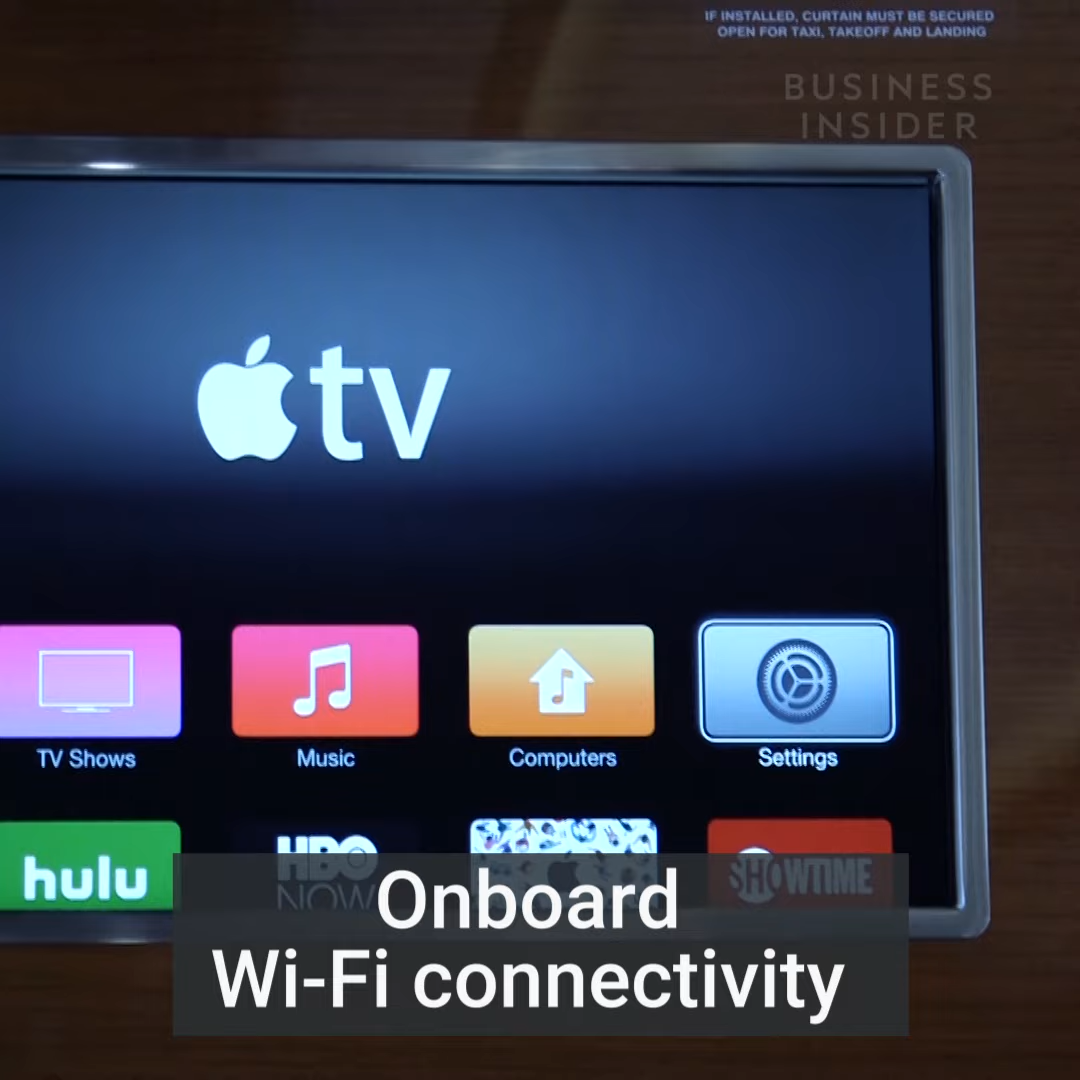 IF INSTALLED, CURTAIN MUST BE SECURED
OPEN FOR TAXI, TAKEOFF AND LANDING
BUSINESS
INSIDER
tv
TV Shows
Music
Computers
Settings
hulu
HBO
NOW
SHOWTIME
Onboard
Wi-Fi connectivity